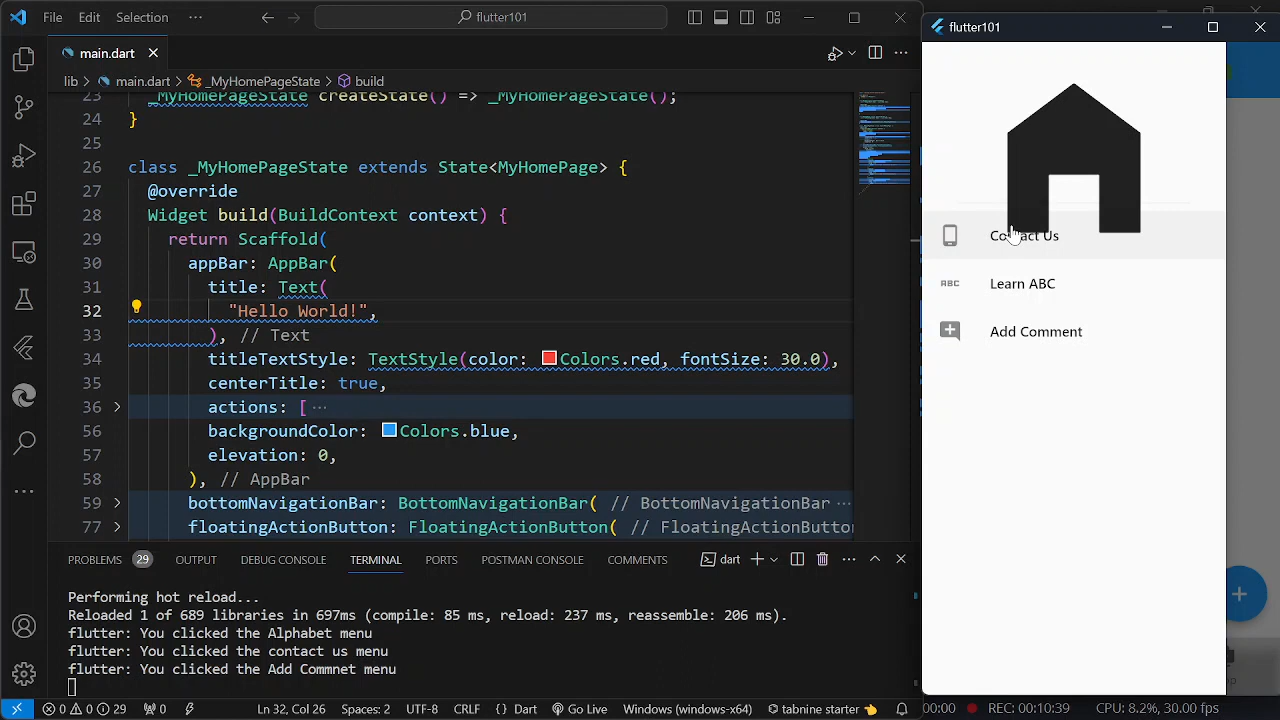 File Edit Selection ··· flutter101
flutter101
main.dart
lib > main.dart > _MyHomePageState > build
23 _MyHomePageState createState() => _MyHomePageState();
24 }
class _MyHomePageState extends State<MyHomePage> {
27 @override
28 Widget build(BuildContext context) {
29 return Scaffold(
30 appBar: AppBar(
31 title: Text(
32 "Hello World!",
33 ), // Text
34 titleTextStyle: TextStyle(color: Colors.red, fontSize: 30.0),
35 centerTitle: true,
36 actions: [ ···
56 backgroundColor: Colors.blue,
57 elevation: 0,
58 ), // AppBar
59 bottomNavigationBar: BottomNavigationBar( // BottomNavigationBar ···
77 floatingActionButton: FloatingActionButton( // FloatingActionButto
Contact Us
ABC Learn ABC
Add Comment
PROBLEMS 29 OUTPUT DEBUG CONSOLE TERMINAL PORTS POSTMAN CONSOLE COMMENTS dart
Performing hot reload...
Reloaded 1 of 689 libraries in 697ms (compile: 85 ms, reload: 237 ms, reassemble: 206 ms).
flutter: You clicked the Alphabet menu
flutter: You clicked the contact us menu
flutter: You clicked the Add Commnet menu
0 0 29 0 Ln 32, Col 26 Spaces: 2 UTF-8 CRLF {} Dart Go Live Windows (windows-x64) tabnine starter
00:00 REC: 00:10:39 CPU: 8.2%, 30.00 fps